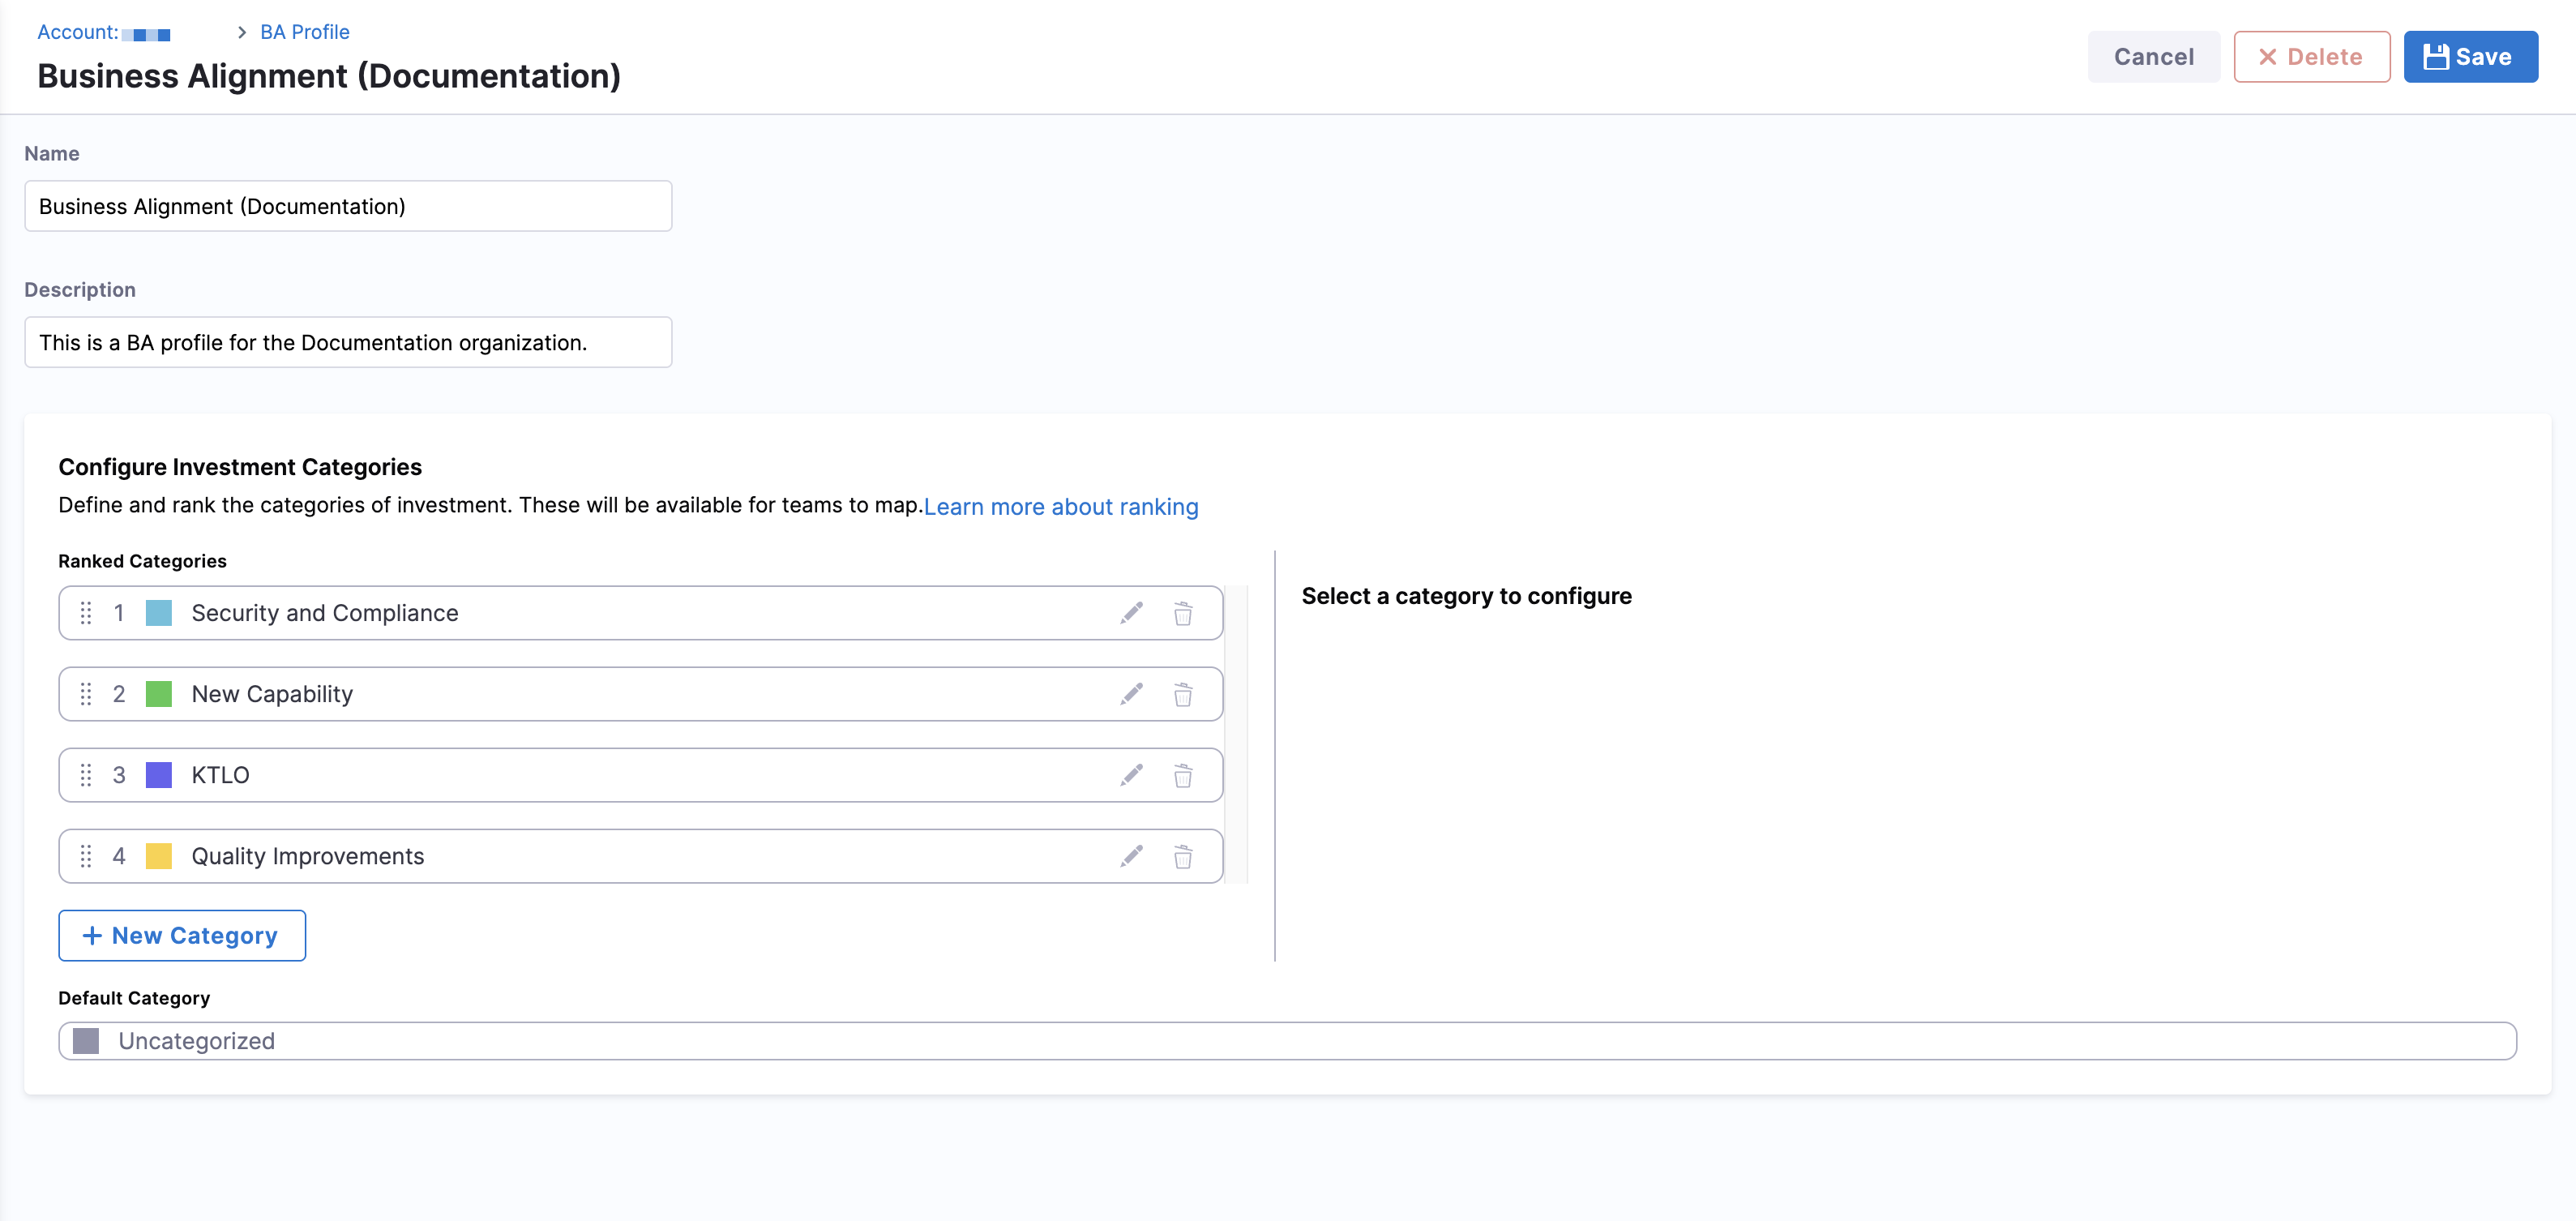 Account: > BA Profile
Business Alignment (Documentation)
Cancel
Delete
Save
Name
Business Alignment (Documentation)
Description
This is a BA profile for the Documentation organization.
Configure Investment Categories
Define and rank the categories of investment. These will be available for teams to map.Learn more about ranking
Ranked Categories
1 Security and Compliance
2 New Capability
3 KTLO
4 Quality Improvements
+ New Category
Select a category to configure
Default Category
Uncategorized